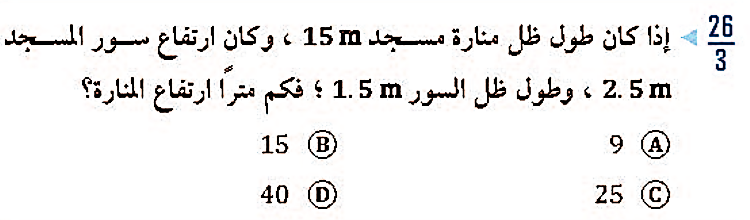 26/3 إذا كان طول ظل منارة مسجد 15 m ، وكان ارتفاع سور المسجد
2.5 m ، وطول ظل السور 1.5 m ؛ فكم مترًا ارتفاع المنارة؟
A 9 B 15
C 25 D 40